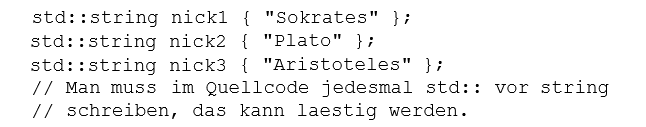 std::string nick1 { "Sokrates" };
std::string nick2 { "Plato" };
std::string nick3 { "Aristoteles" };
// Man muss im Quellcode jedesmal std:: vor string
// schreiben, das kann laestig werden.